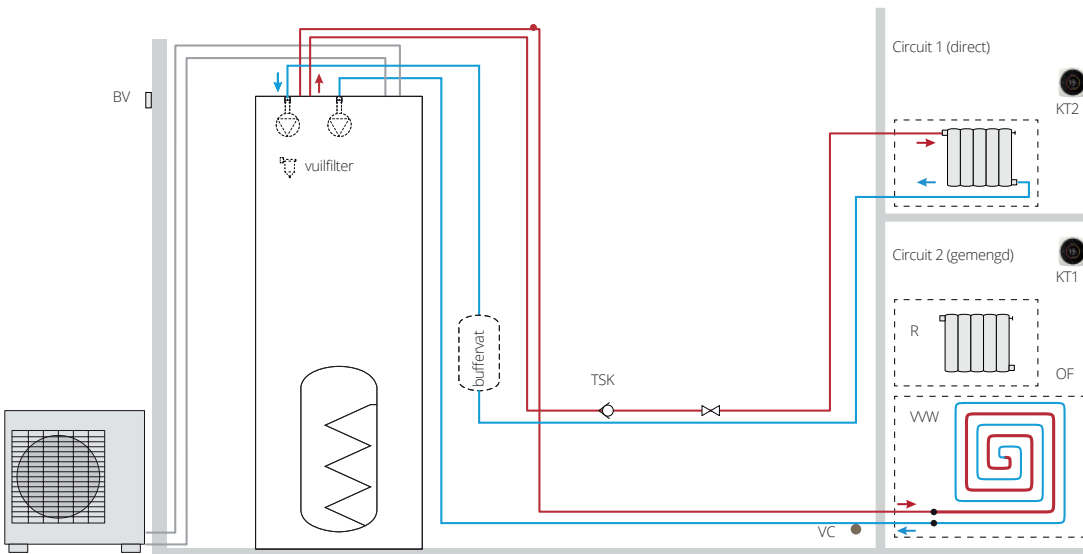 Circuit 1 (direct)
BV
KT2
vuilfilter
Circuit 2 (gemengd)
KT1
R
buffervat
TSK
OF
VVW
VC